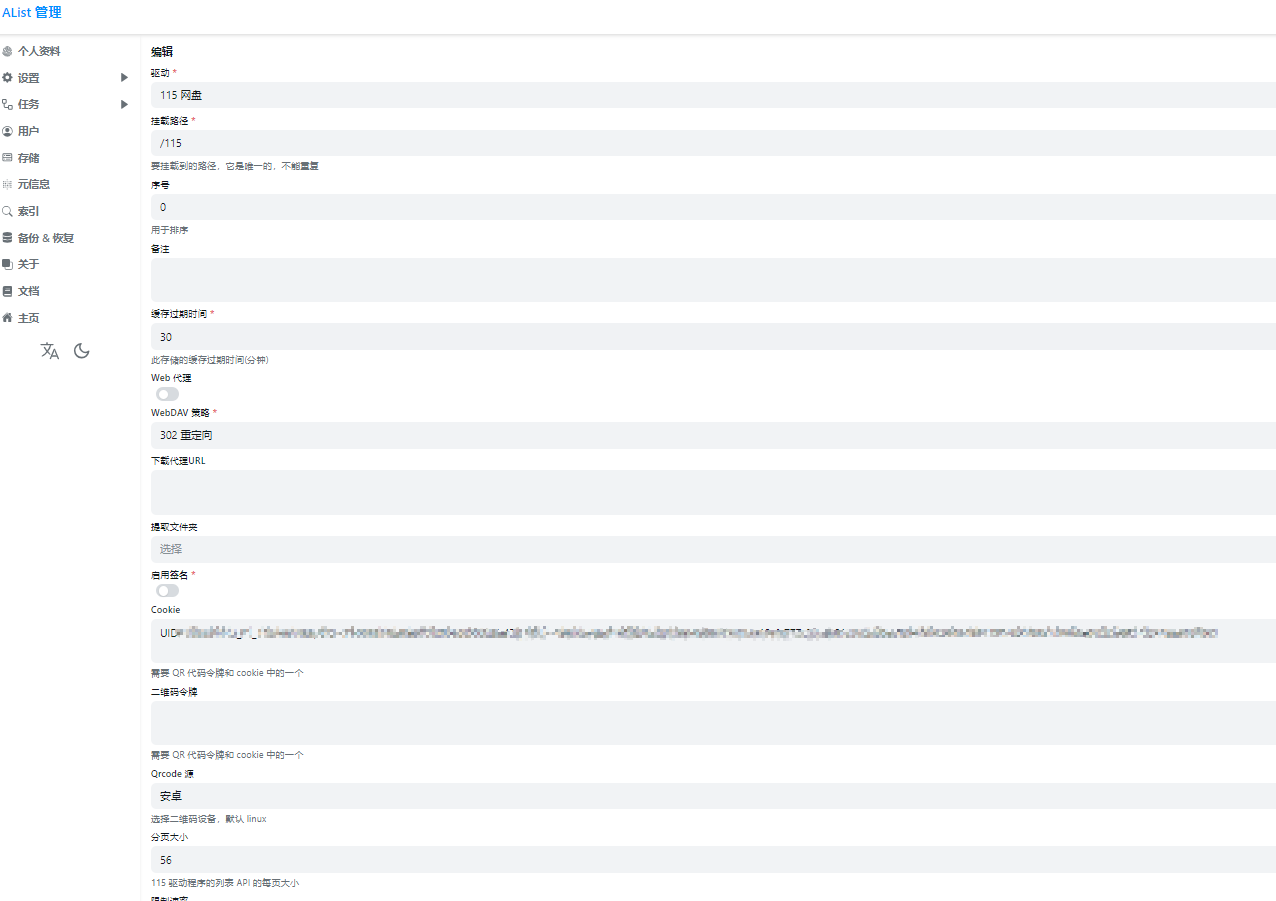 AList 管理
个人资料
设置
任务
用户
存储
元信息
索引
备份 & 恢复
关于
文档
主页
编辑
驱动 *
115 网盘
挂载路径 *
/115
要挂载到的路径，它是唯一的，不能重复
序号
0
用于排序
备注
缓存过期时间 *
30
此存储的缓存过期时间(分钟)
Web 代理
WebDAV 策略 *
302 重定向
下载代理URL
提取文件夹
选择
启用签名 *
Cookie
UID
需要 QR 代码令牌和 cookie 中的一个
二维码令牌
需要 QR 代码令牌和 cookie 中的一个
Qrcode 源
安卓
选择二维码设备，默认 linux
分页大小
56
115 驱动程序的列表 API 的每页大小
限制速率